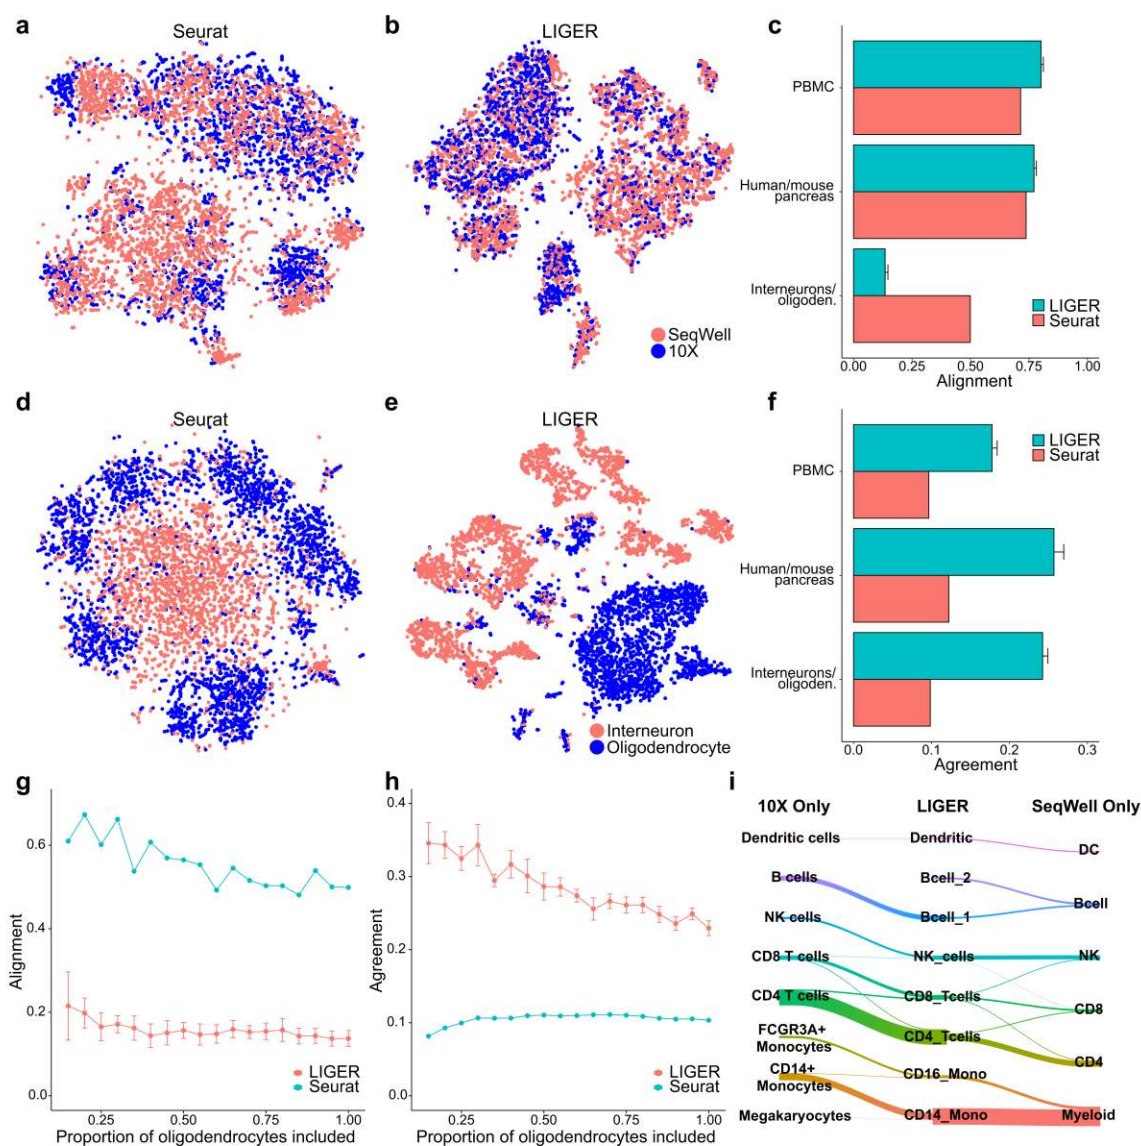 a
Seurat
b
LIGER
SeqWell
10X
c
PBMC
Human/mouse
pancreas
Interneurons/
oligoden.
LIGER
Seurat
0.00 0.25 0.50 0.75 1.00
Alignment
d
Seurat
e
LIGER
Interneuron
Oligodendrocyte
f
LIGER
Seurat
PBMC
Human/mouse
pancreas
Interneurons/
oligoden.
0.0 0.1 0.2 0.3
Agreement
g
Alignment
0.6
0.4
0.2
0.0
LIGER
Seurat
0.25 0.50 0.75 1.00
Proportion of oligodendrocytes included
h
Agreement
0.4
0.3
0.2
0.1
0.0
LIGER
Seurat
0.25 0.50 0.75 1.00
Proportion of oligodendrocytes included
i
10X Only LIGER SeqWell Only
Dendritic cells Dendritic DC
B cells Bcell_2 Bcell
NK cells Bcell_1
CD8 T cells NK_cells NK
CD4 T cells CD8_Tcells CD8
FCGR3A+
Monocytes CD4_Tcells CD4
CD14+
Monocytes CD16_Mono
Megakaryocytes CD14_Mono Myeloid